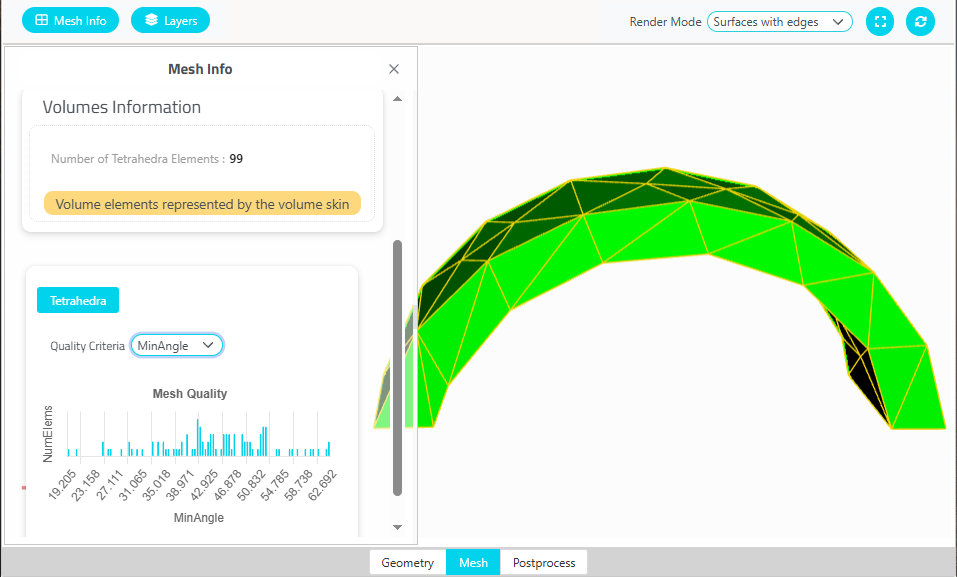 Mesh Info
Layers
Render Mode
Surfaces with edges
Mesh Info
Volumes Information
Number of Tetrahedra Elements : 99
Volume elements represented by the volume skin
Tetrahedra
Quality Criteria
MinAngle
Mesh Quality
NumElems
19.205
23.158
27.111
31.065
35.018
38.971
42.925
46.878
50.832
54.785
58.738
62.692
MinAngle
Geometry
Mesh
Postprocess